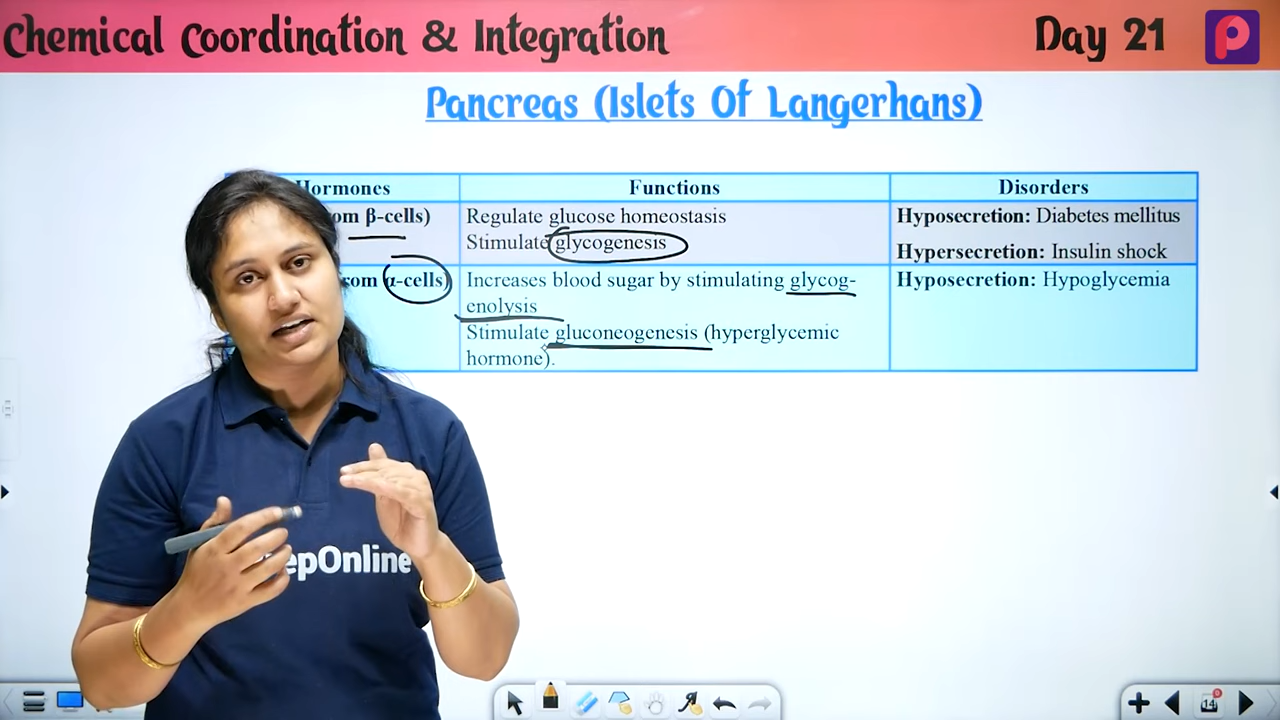 Chemical Coordination & Integration
Day 21
Pancreas (Islets Of Langerhans)
Hormones Functions Disorders
β-cells) Regulate glucose homeostasis Hyposecretion: Diabetes mellitus
Stimulate glycogenesis Hypersecretion: Insulin shock
α-cells) Increases blood sugar by stimulating glycog- Hyposecretion: Hypoglycemia
enolysis
Stimulate gluconeogenesis (hyperglycemic
hormone).
epOnline
14